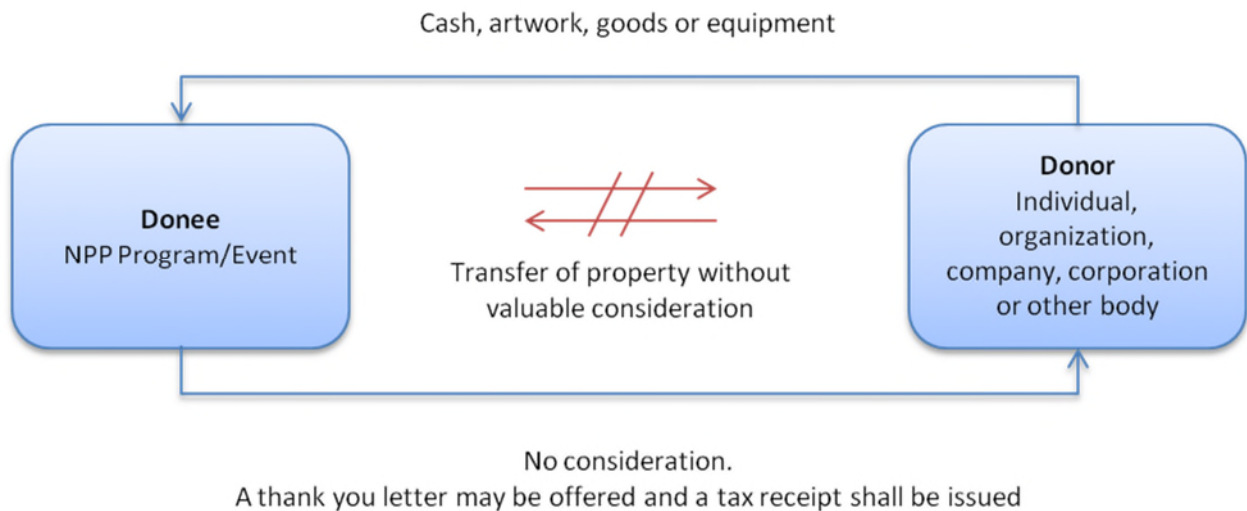 Cash, artwork, goods or equipment
Donee
NPP Program/Event
Transfer of property without
valuable consideration
Donor
Individual,
organization,
company, corporation
or other body
No consideration.
A thank you letter may be offered and a tax receipt shall be issued